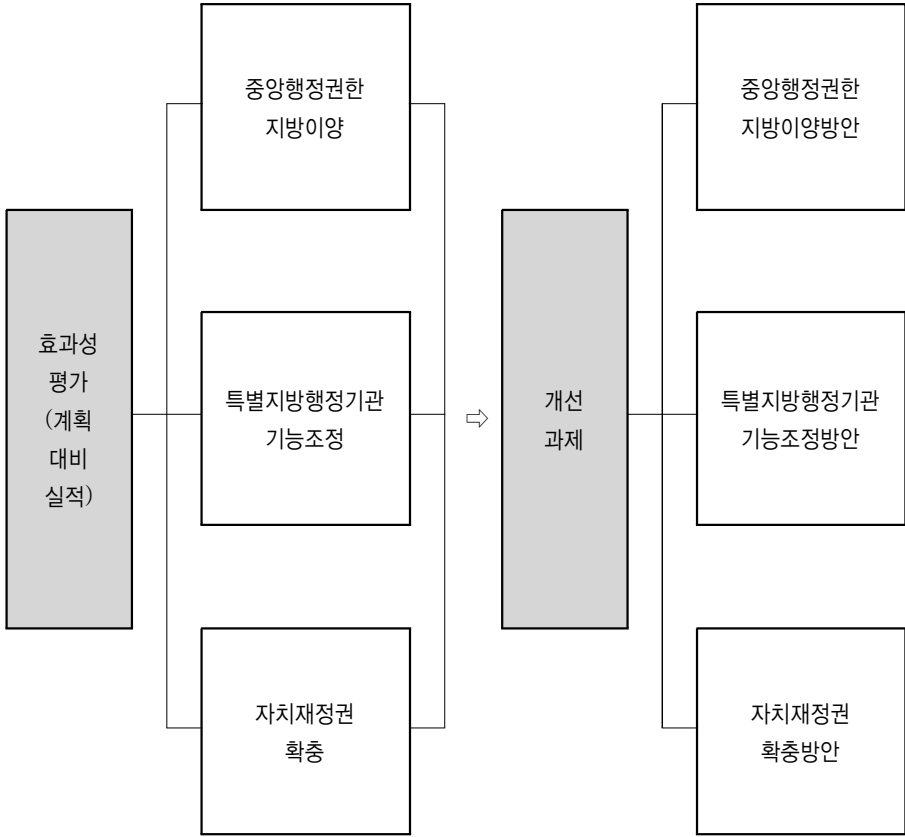 효과성
평가
(계획
대비
실적)
중앙행정권한
지방이양
특별지방행정기관
기능조정
자치재정권
확충
⇨
개선
과제
중앙행정권한
지방이양방안
특별지방행정기관
기능조정방안
자치재정권
확충방안